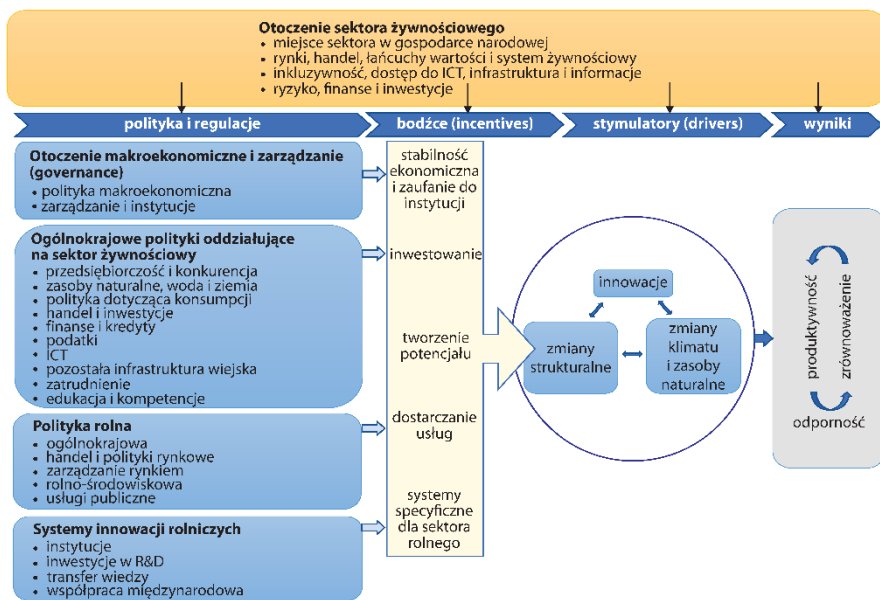 Otoczenie sektora żywnościowego
• miejsce sektora w gospodarce narodowej
• rynki, handel, łańcuchy wartości i system żywnościowy
• inkluzywność, dostęp do ICT, infrastruktura i informacje
• ryzyko, finanse i inwestycje
polityka i regulacje
bodźce (incentives)
stymulatory (drivers)
wyniki
Otoczenie makroekonomiczne i zarządzanie
(governance)
• polityka makroekonomiczna
• zarządzanie i instytucje
Ogólnokrajowe polityki oddziałujące
na sektor żywnościowy
• przedsiębiorczość i konkurencja
• zasoby naturalne, woda i ziemia
• polityka dotycząca konsumpcji
• handel i inwestycje
• finanse i kredyty
• podatki
• ICT
• pozostała infrastruktura wiejska
• zatrudnienie
• edukacja i kompetencje
Polityka rolna
• ogólnokrajowa
• handel i polityki rynkowe
• zarządzanie rynkiem
• rolno-środowiskowa
• usługi publiczne
Systemy innowacji rolniczych
• instytucje
• inwestycje w R&D
• transfer wiedzy
• współpraca międzynarodowa
stabilność
ekonomiczna
i zaufanie do
instytucji
inwestowanie
tworzenie
potencjału
dostarczanie
usług
systemy
specyficzne
dla sektora
rolnego
innowacje
zmiany
strukturalne
zmiany
klimatu
i zasoby
naturalne
produktywność
zrównoważenie
odporność